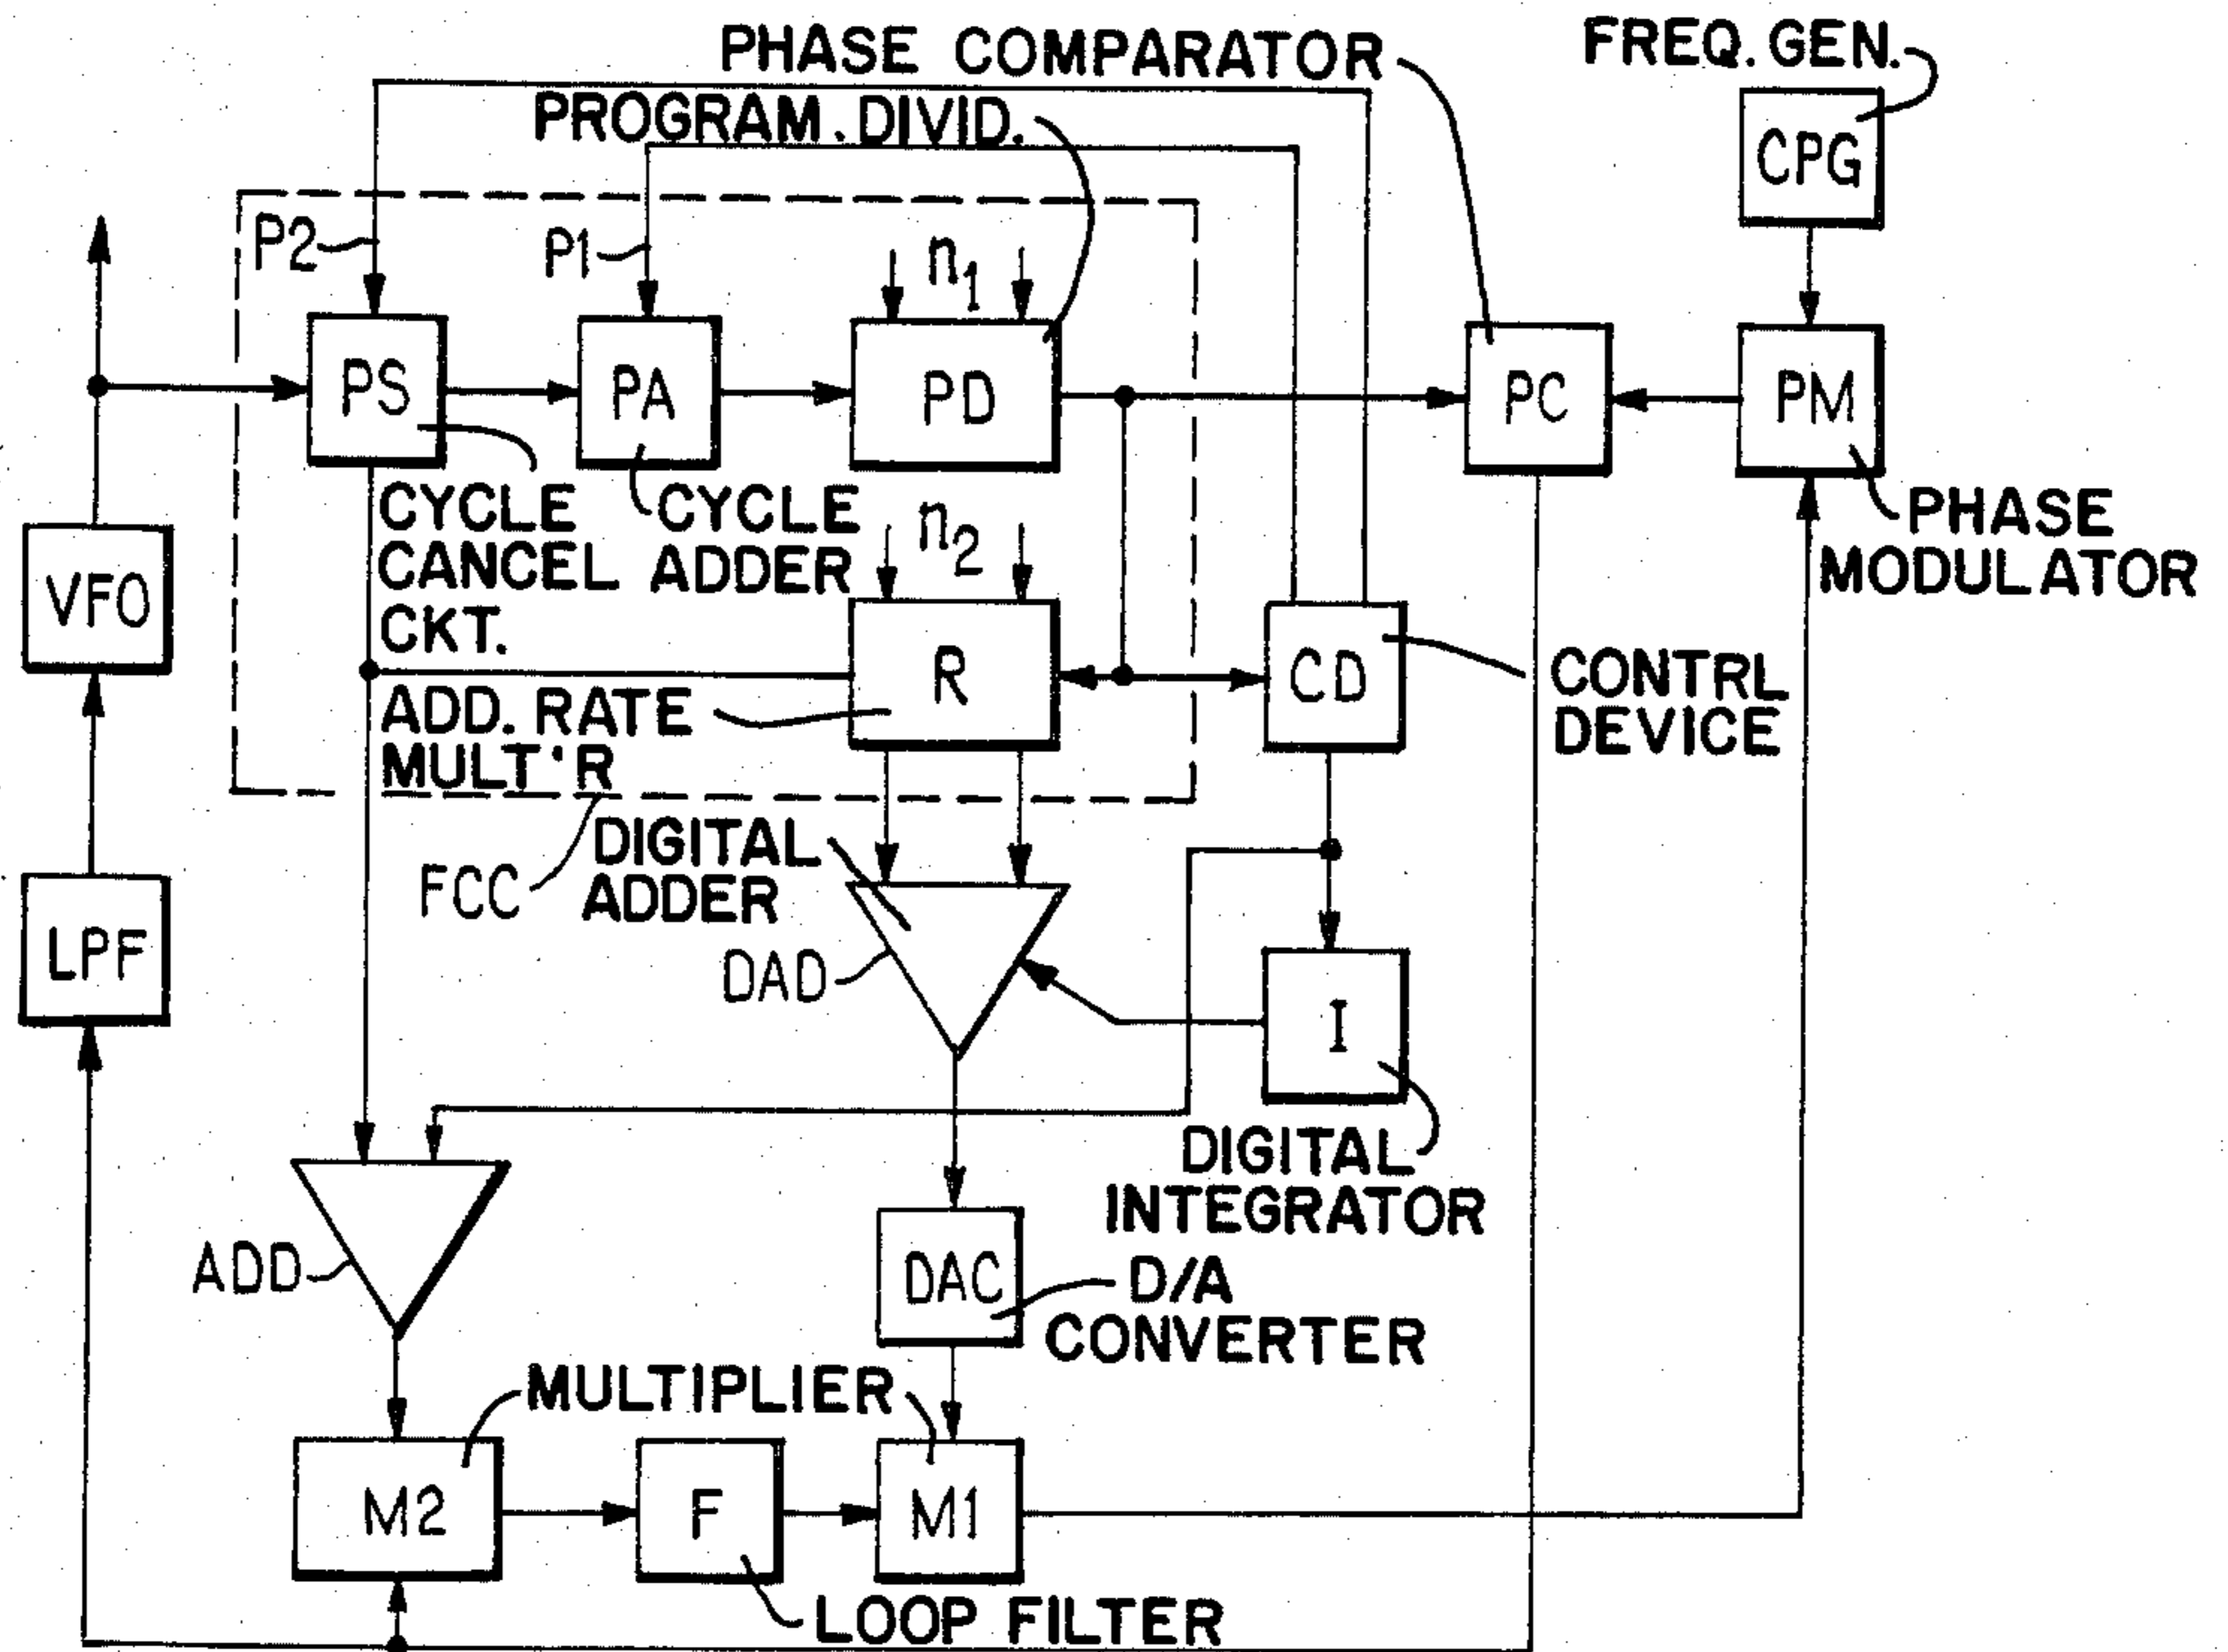 PHASE COMPARATOR
FREQ. GEN.
PROGRAM. DIVID.
CPG
P2
P1
n1
PS
PA
PD
PC
PM
CYCLE
CANCEL
CKT.
CYCLE
ADDER
n2
PHASE
MODULATOR
VFO
R
CD
CONTRL
DEVICE
ADD. RATE
MULT'R
FCC
DIGITAL
ADDER
LPF
DAD
I
DIGITAL
INTEGRATOR
ADD
DAC
D/A
CONVERTER
MULTIPLIER
M2
F
M1
LOOP FILTER